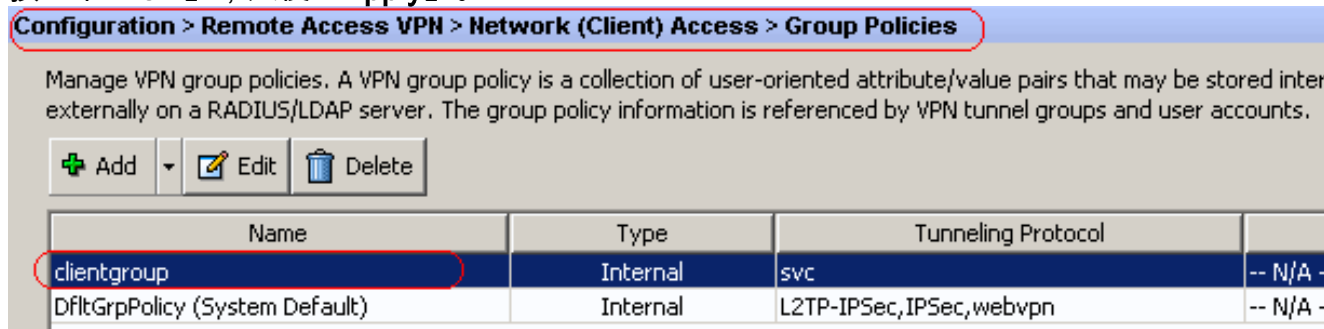 Configuration > Remote Access VPN > Network (Client) Access > Group Policies
Manage VPN group policies. A VPN group policy is a collection of user-oriented attribute/value pairs that may be stored inter
externally on a RADIUS/LDAP server. The group policy information is referenced by VPN tunnel groups and user accounts.
Add Edit Delete
Name Type Tunneling Protocol
clientgroup Internal svc -- N/A -
DfltGrpPolicy (System Default) Internal L2TP-IPSec,IPSec,webvpn -- N/A -